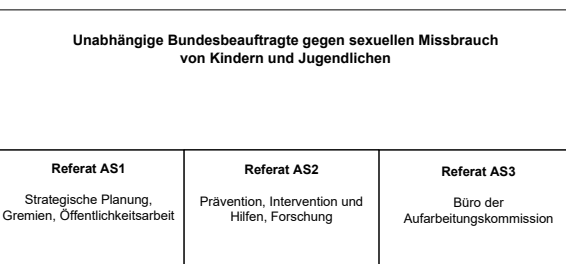 Unabhängige Bundesbeauftragte gegen sexuellen Missbrauch
von Kindern und Jugendlichen
Referat AS1
Strategische Planung,
Gremien, Öffentlichkeitsarbeit
Referat AS2
Prävention, Intervention und
Hilfen, Forschung
Referat AS3
Büro der
Aufarbeitungskommission